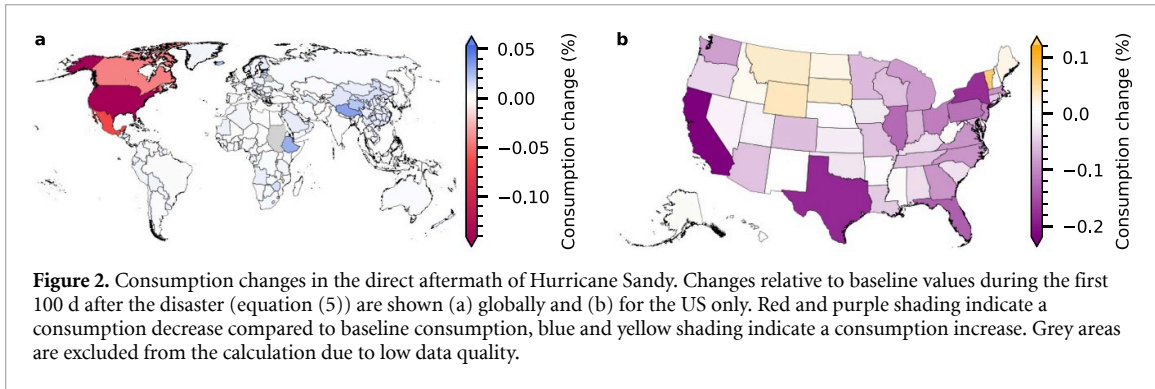 a
0.05
0.00
−0.05
−0.10
Consumption change (%)
b
0.1
0.0
−0.1
−0.2
Consumption change (%)
Figure 2. Consumption changes in the direct aftermath of Hurricane Sandy. Changes relative to baseline values during the first
100 d after the disaster (equation (5)) are shown (a) globally and (b) for the US only. Red and purple shading indicate a
consumption decrease compared to baseline consumption, blue and yellow shading indicate a consumption increase. Grey areas
are excluded from the calculation due to low data quality.